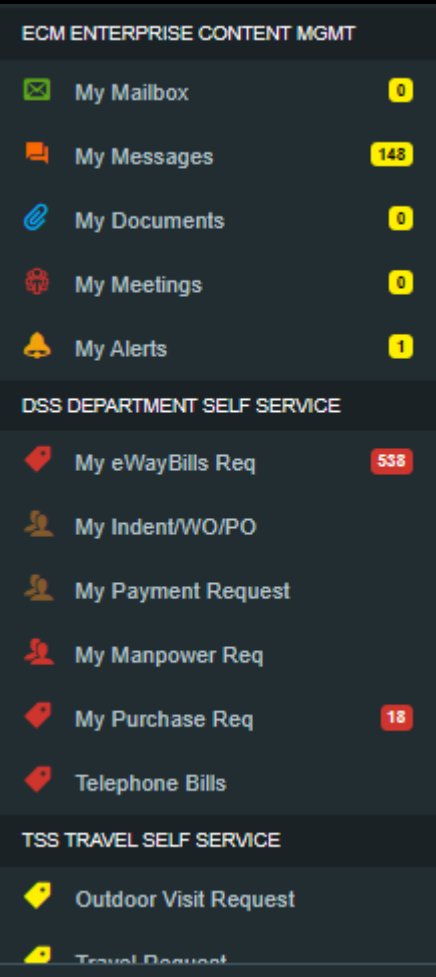 ECM ENTERPRISE CONTENT MGMT
My Mailbox 0
My Messages 148
My Documents 0
My Meetings 0
My Alerts 1
DSS DEPARTMENT SELF SERVICE
My eWayBills Req 538
My Indent/WO/PO
My Payment Request
My Manpower Req
My Purchase Req 18
Telephone Bills
TSS TRAVEL SELF SERVICE
Outdoor Visit Request
Travel Request